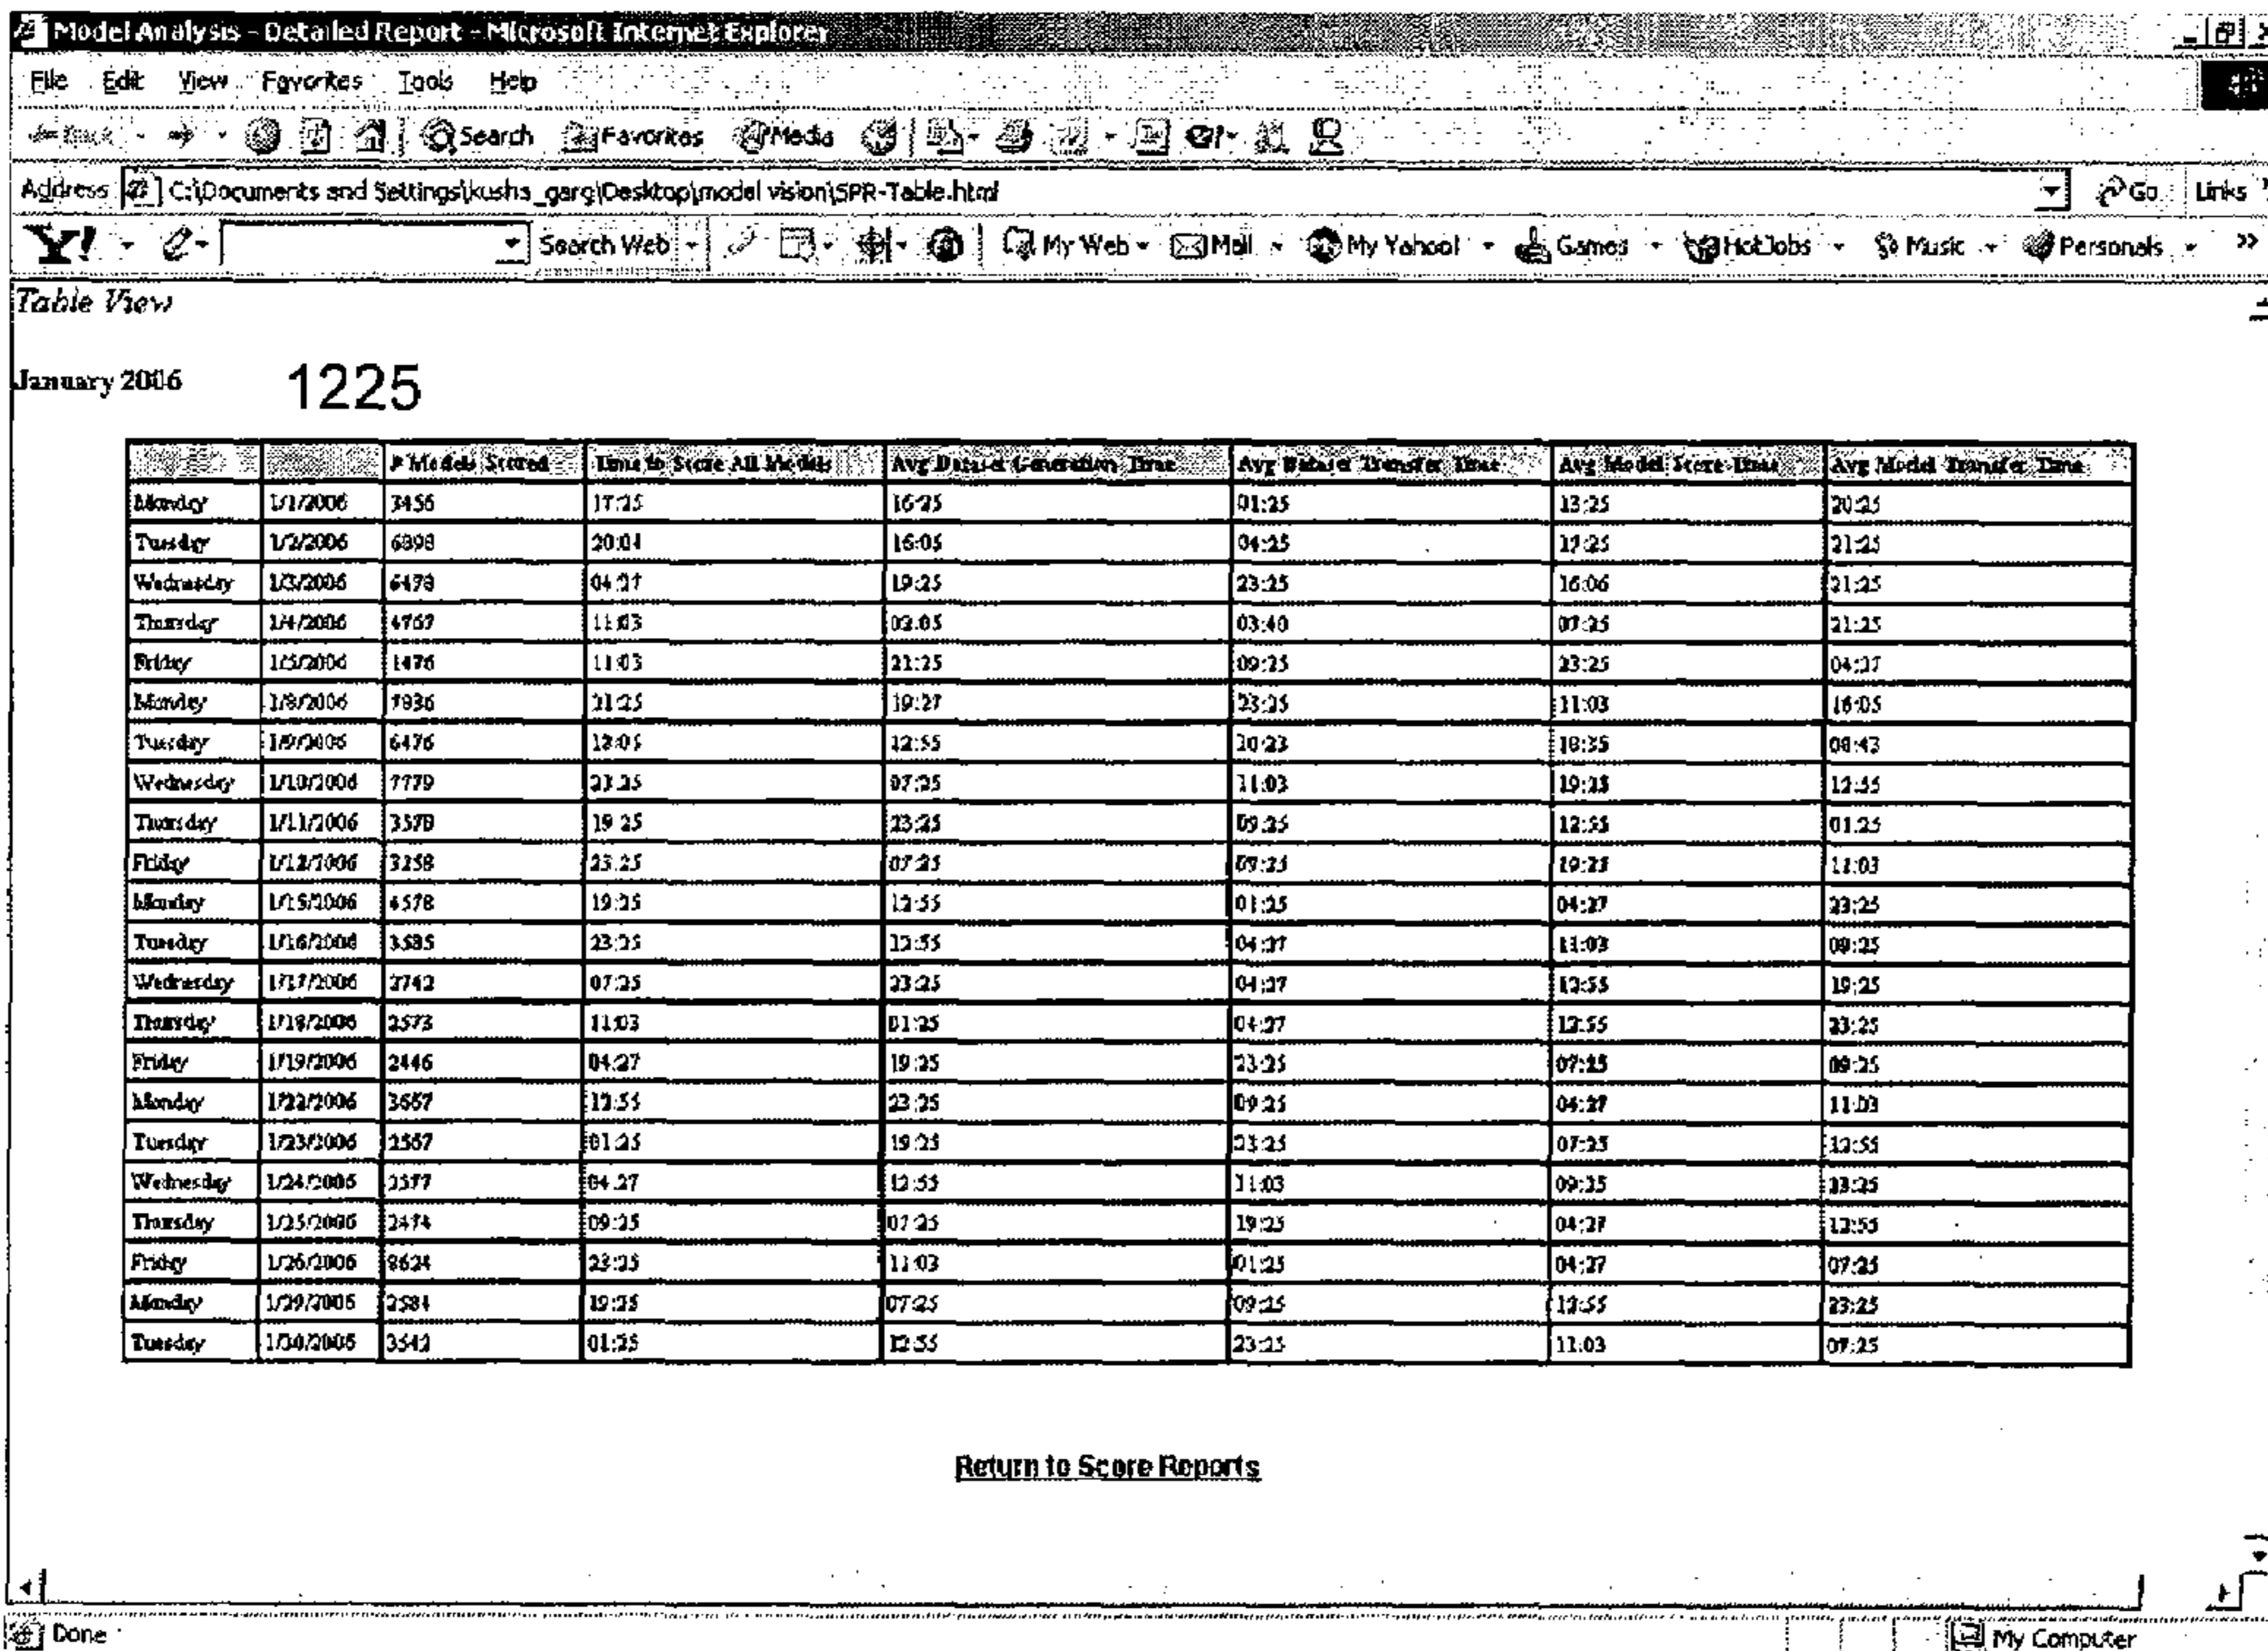 Model Analysis - Detailed Report - Microsoft Internet Explorer
File Edit View Favorites Tools Help
Back Search Favorites Media
Address C:\Documents and Settings\kusha_garg\Desktop\model vision\SPR-Table.html Go Links
Y! Search Web My Web Mail My Yahoo! Games HotJobs Music Personals »
Table View
January 2006 1225
# Models Scored Time to Score All Models Avg Dataset Generation Time Avg Dataset Transfer Time Avg Model Score Time Avg Model Transfer Time
Monday 1/1/2006 3456 17:25 16:25 01:25 13:25 20:25
Tuesday 1/2/2006 6898 20:04 16:05 04:25 17:25 21:25
Wednesday 1/3/2006 6478 04:27 19:25 23:25 16:06 21:25
Thursday 1/4/2006 4767 11:03 02:05 03:40 07:25 21:25
Friday 1/5/2006 1476 11:03 21:25 09:25 23:25 04:27
Monday 1/8/2006 7836 21:25 19:27 23:25 11:03 16:05
Tuesday 1/9/2006 6476 12:55 18:35 08:43
Wednesday 1/10/2006 7779 23:25 07:25 11:03 19:25 12:55
Thursday 1/11/2006 3578 19:25 23:25 09:25 12:55 01:25
Friday 1/12/2006 3258 23:25 07:25 09:25 19:25 11:03
Monday 1/15/2006 4578 19:25 12:55 01:25 04:27 23:25
Tuesday 1/16/2006 3585 23:25 12:55 04:27 11:03 09:25
Wednesday 1/17/2006 2742 07:25 23:25 04:27 12:55 19:25
Thursday 1/18/2006 2573 11:03 01:25 04:27 12:55 23:25
Friday 1/19/2006 2446 04:27 19:25 23:25 07:25 09:25
Monday 1/22/2006 3667 12:55 23:25 09:25 04:27 11:03
Tuesday 1/23/2006 2567 01:25 19:25 23:25 07:25 12:55
Wednesday 1/24/2006 04:27 12:55 11:03 09:25 23:25
Thursday 1/25/2006 2474 09:25 07:25 19:25 04:27 12:55
Friday 1/26/2006 23:25 11:03 01:25 04:27 07:25
Monday 1/29/2006 2584 19:25 07:25 09:25 12:55 23:25
Tuesday 1/30/2006 3542 01:25 12:55 23:25 11:03 07:25
Return to Score Reports
Done My Computer